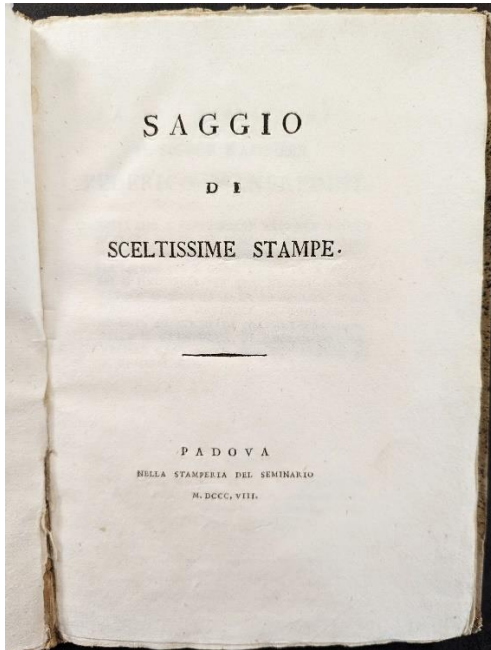 SAGGIO
DI
SCELTISSIME STAMPE.
PADOVA
NELLA STAMPERIA DEL SEMINARIO
M. DCCC, VIII.